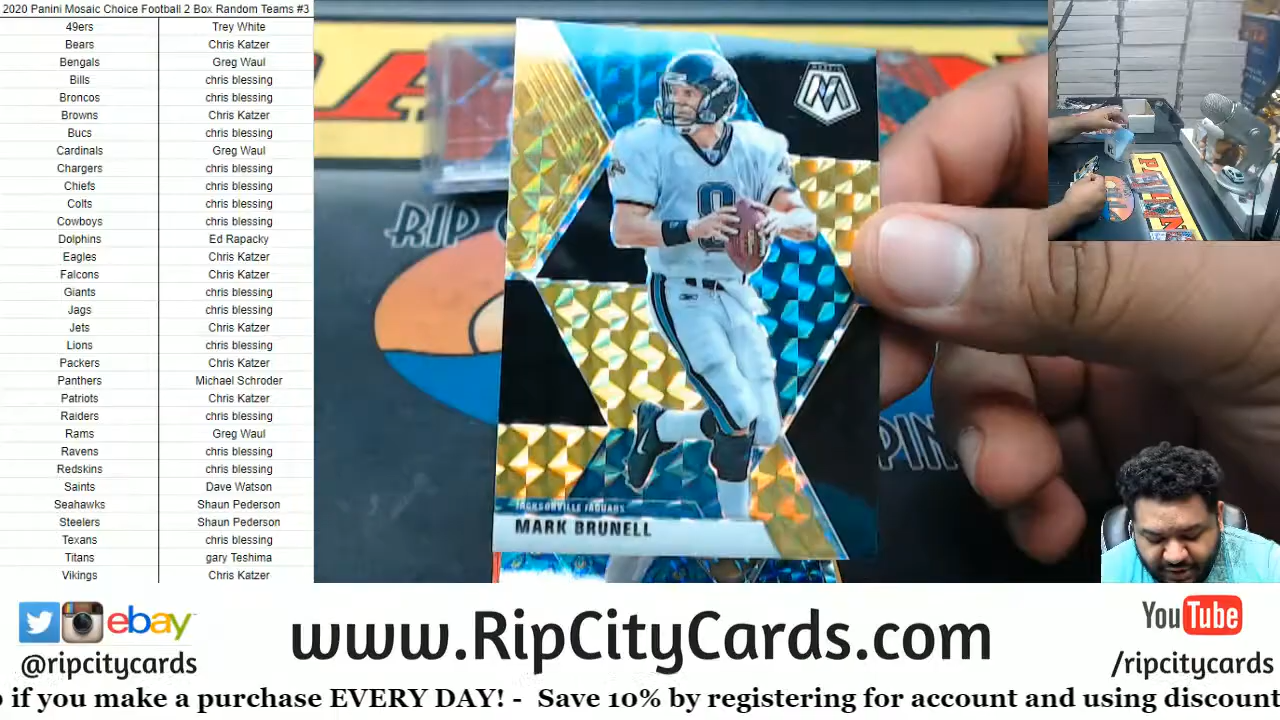 2020 Panini Mosaic Choice Football 2 Box Random Teams #3
49ers Trey White
Bears Chris Katzer
Bengals Greg Waul
Bills chris blessing
Broncos chris blessing
Browns Chris Katzer
Bucs chris blessing
Cardinals Greg Waul
Chargers chris blessing
Chiefs chris blessing
Colts chris blessing
Cowboys chris blessing
Dolphins Ed Rapacky
Eagles Chris Katzer
Falcons Chris Katzer
Giants chris blessing
Jags chris blessing
Jets Chris Katzer
Lions chris blessing
Packers Chris Katzer
Panthers Michael Schroder
Patriots Chris Katzer
Raiders chris blessing
Rams Greg Waul
Ravens chris blessing
Redskins chris blessing
Saints Dave Watson
Seahawks Shaun Pederson
Steelers Shaun Pederson
Texans chris blessing
Titans gary Teshima
Vikings Chris Katzer
RIP
MOSAIC
M
8
JACKSONVILLE JAGUARS
MARK BRUNELL
ebay
@ripcitycards
www.RipCityCards.com
YouTube
/ripcitycards
if you make a purchase EVERY DAY! - Save 10% by registering for account and using discount